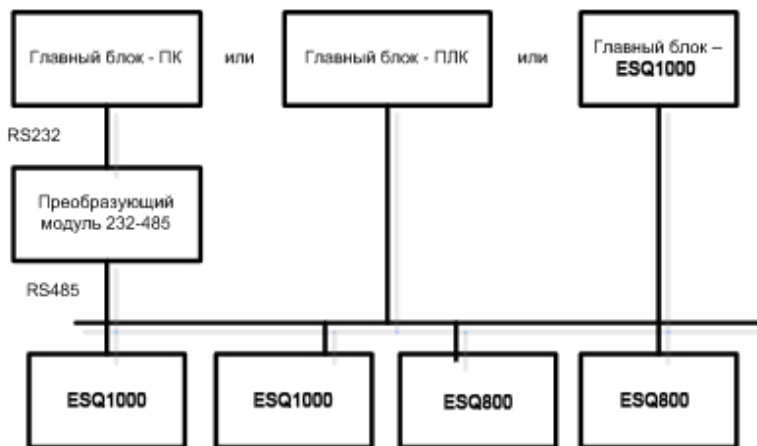 Главный блок - ПК
или
Главный блок - ПЛК
или
Главный блок –
ESQ1000
RS232
Преобразующий
модуль 232-485
RS485
ESQ1000
ESQ1000
ESQ800
ESQ800